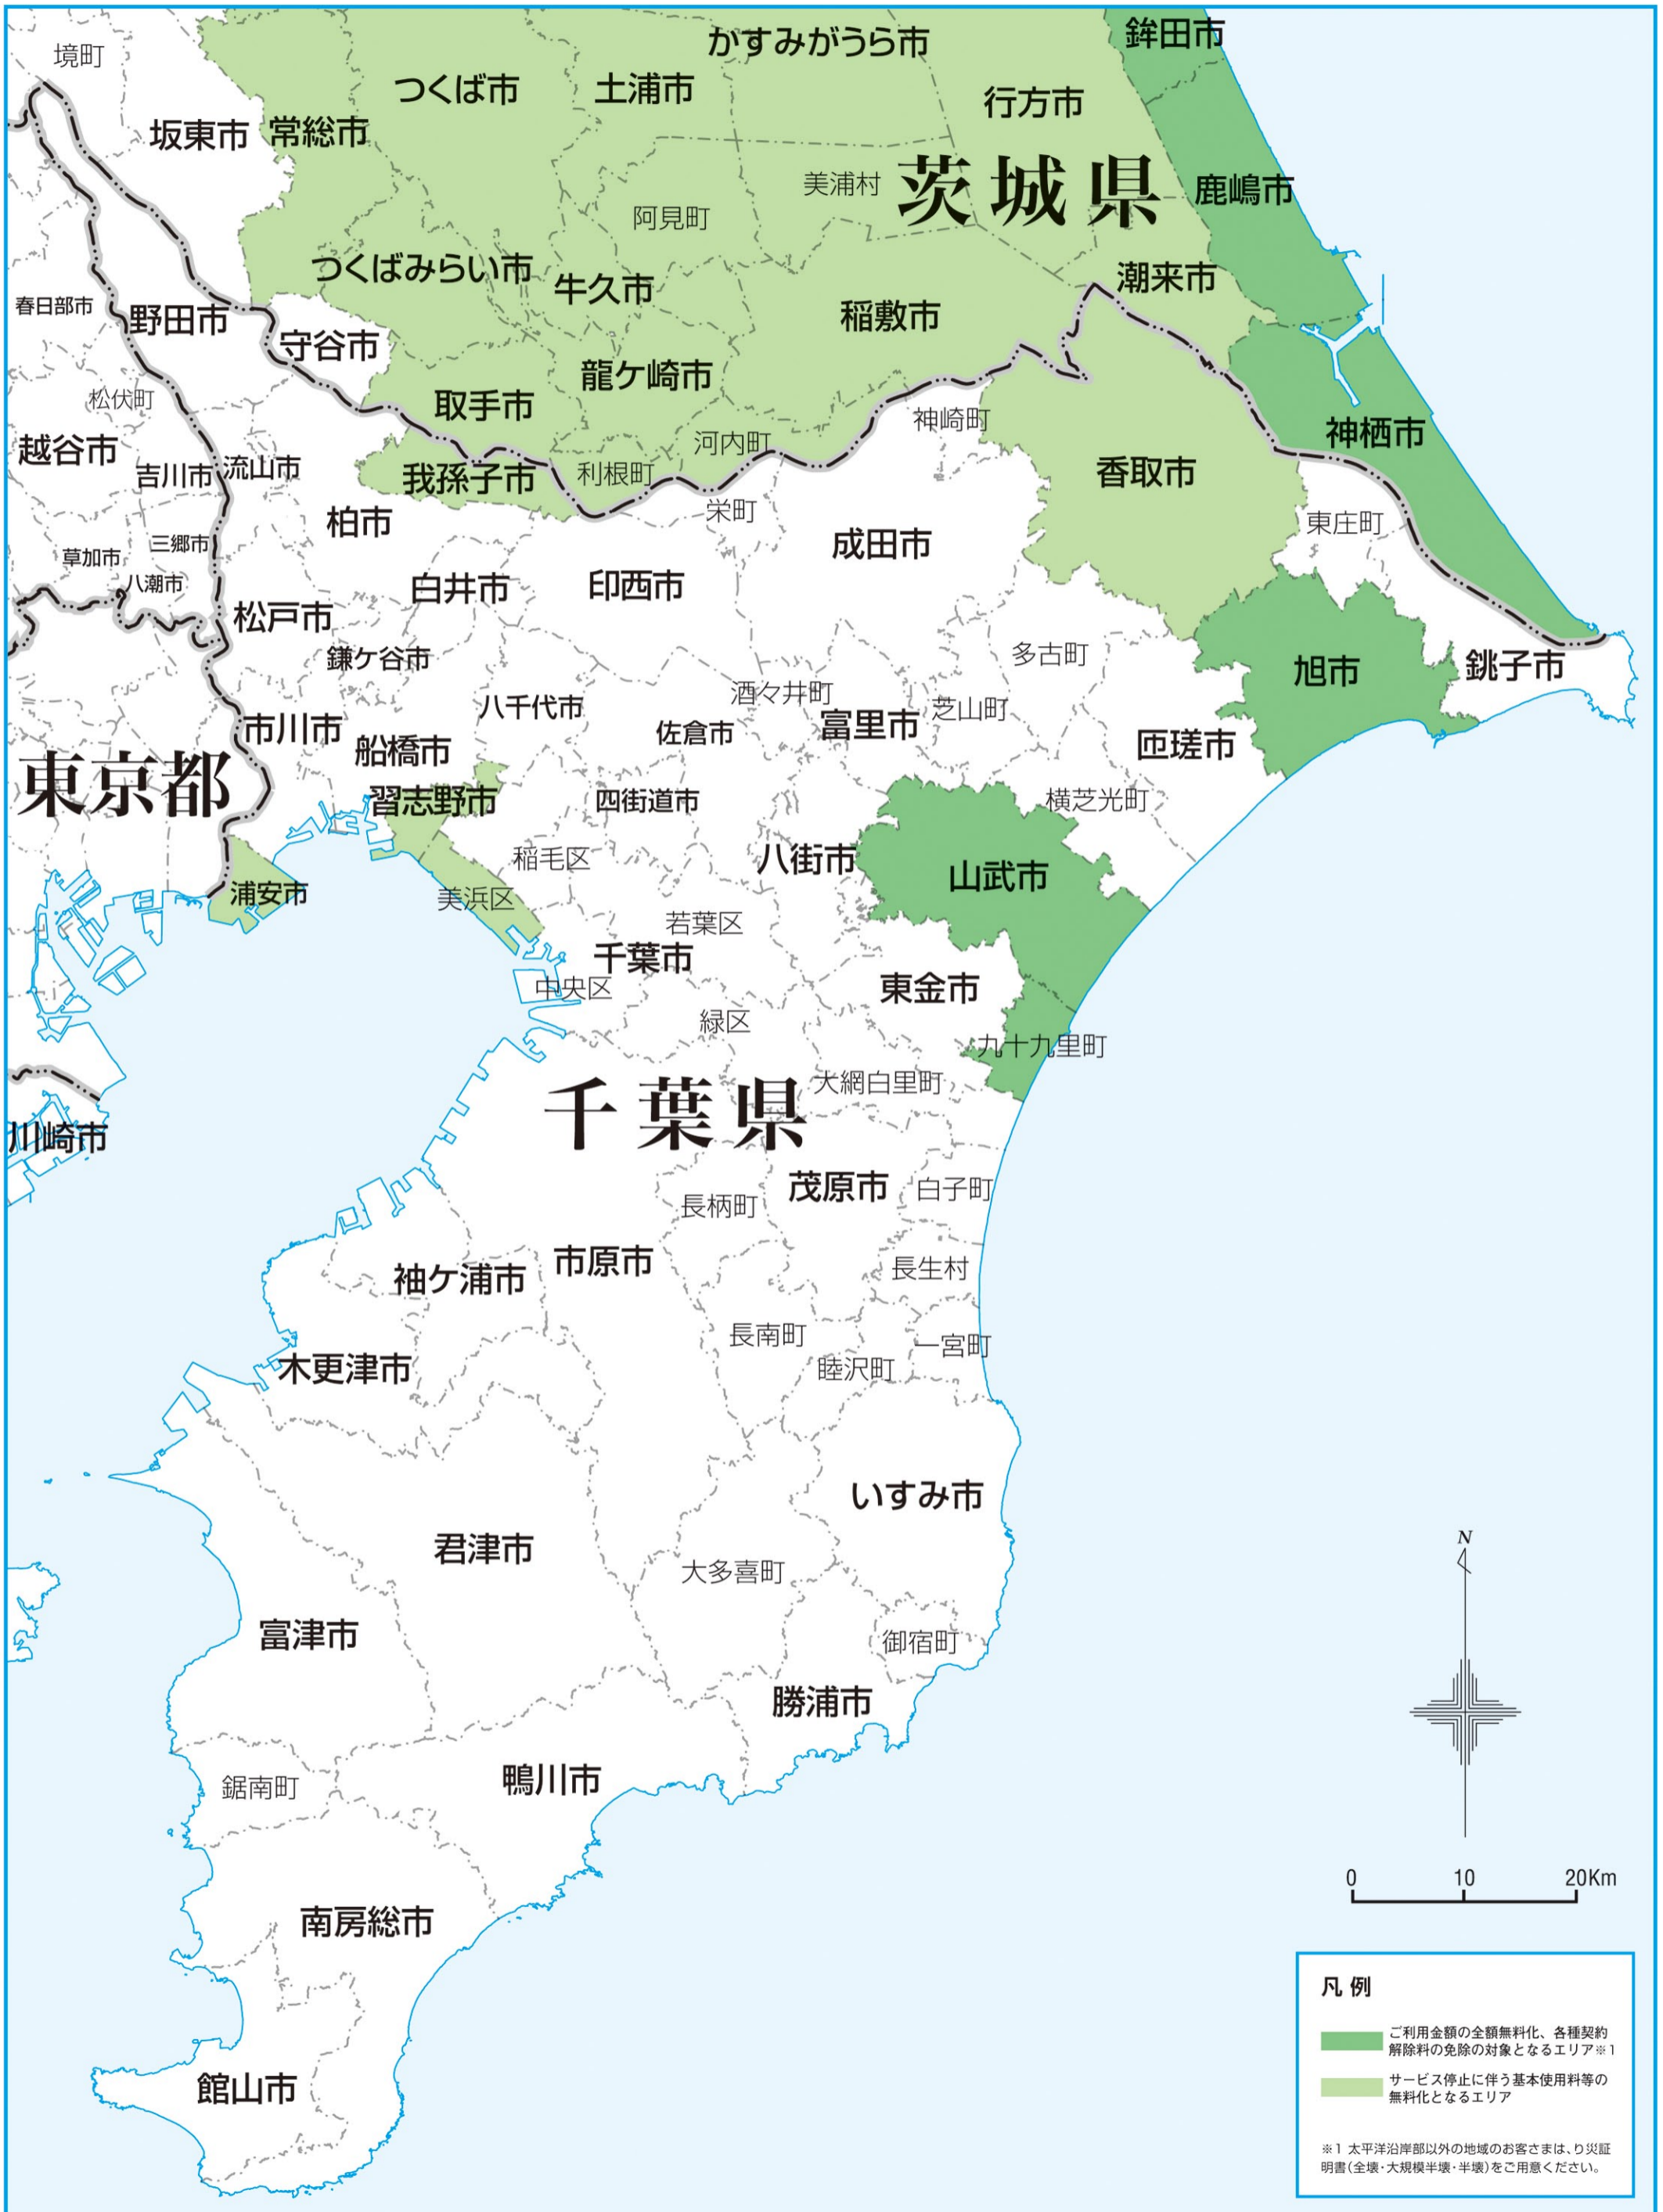 境町
坂東市
常総市
つくば市
土浦市
かすみがうら市
行方市
鉾田市
美浦村
茨城県
鹿嶋市
阿見町
つくばみらい市
牛久市
稲敷市
潮来市
春日部市
野田市
守谷市
龍ケ崎市
松伏町
取手市
神崎町
神栖市
越谷市
吉川市
流山市
我孫子市
利根町
河内町
香取市
柏市
栄町
成田市
東庄町
草加市
三郷市
八潮市
白井市
印西市
松戸市
鎌ケ谷市
多古町
旭市
銚子市
市川市
船橋市
八千代市
佐倉市
酒々井町
富里市
芝山町
匝瑳市
東京都
習志野市
四街道市
横芝光町
浦安市
美浜区
稲毛区
八街市
山武市
若葉区
千葉市
中央区
東金市
緑区
九十九里町
大網白里町
千葉県
川崎市
茂原市
白子町
長柄町
袖ケ浦市
市原市
長生村
木更津市
長南町
睦沢町
一宮町
いすみ市
君津市
大多喜町
富津市
御宿町
勝浦市
鋸南町
鴨川市
南房総市
館山市
N
0 10 20Km
凡例
ご利用金額の全額無料化、各種契約
解除料の免除の対象となるエリア※1
サービス停止に伴う基本使用料等の
無料化となるエリア
※1 太平洋沿岸部以外の地域のお客さまは、り災証
明書(全壊・大規模半壊・半壊)をご用意ください。